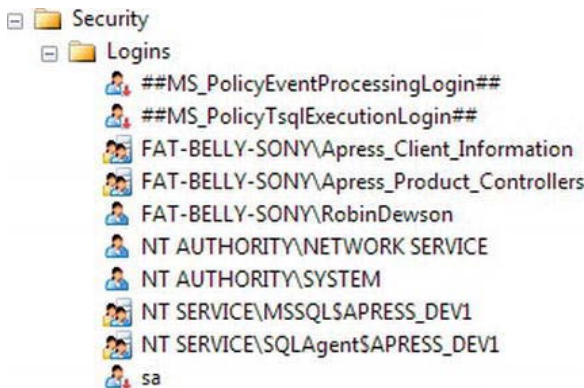 Security
Logins
##MS_PolicyEventProcessingLogin##
##MS_PolicyTsqlExecutionLogin##
FAT-BELLY-SONY\Apress_Client_Information
FAT-BELLY-SONY\Apress_Product_Controllers
FAT-BELLY-SONY\RobinDewson
NT AUTHORITY\NETWORK SERVICE
NT AUTHORITY\SYSTEM
NT SERVICE\MSSQL$APRESS_DEV1
NT SERVICE\SQLAgent$APRESS_DEV1
sa